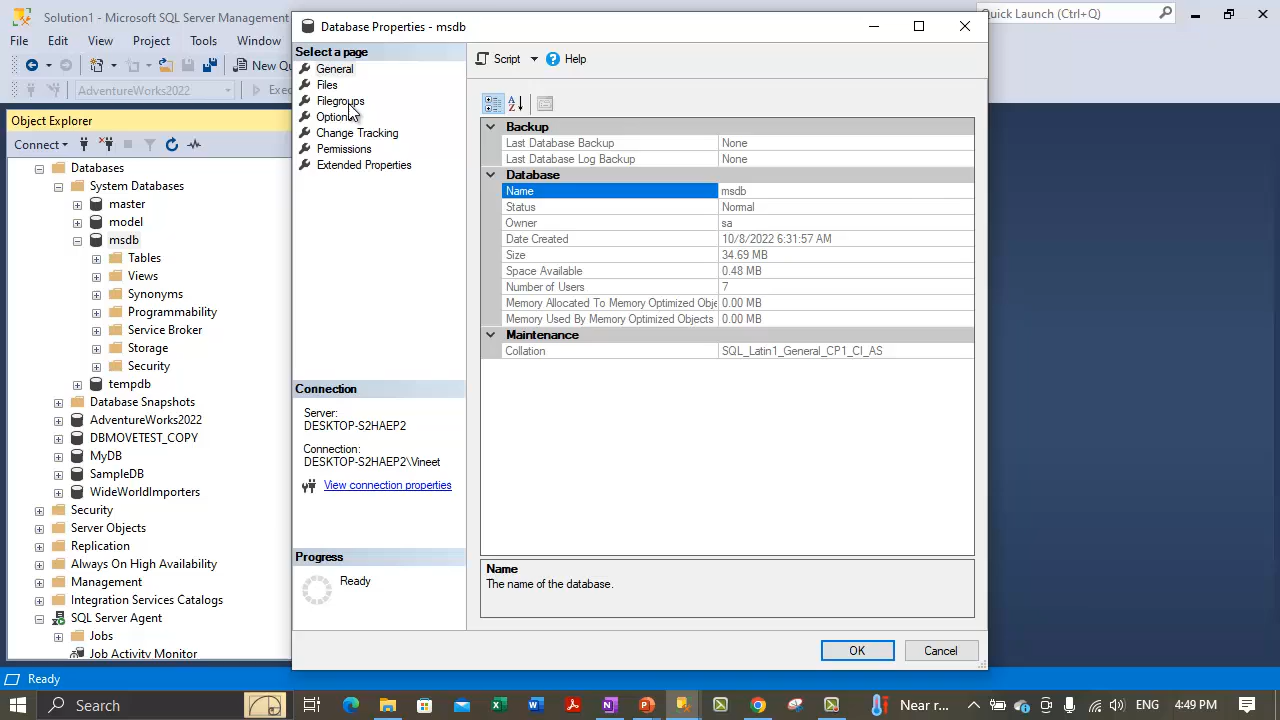 Solution1 - Microsoft SQL Server Management
Quick Launch (Ctrl+Q)
File Edit View Project Tools Window
New Qu
AdventureWorks2022
Exec
Object Explorer
Connect
Databases
System Databases
master
model
msdb
Tables
Views
Synonyms
Programmability
Service Broker
Storage
Security
tempdb
Database Snapshots
AdventureWorks2022
DBMOVETEST_COPY
MyDB
SampleDB
WideWorldImporters
Security
Server Objects
Replication
Always On High Availability
Management
Integration Services Catalogs
SQL Server Agent
Jobs
Job Activity Monitor
Database Properties - msdb
Select a page
General
Files
Filegroups
Options
Change Tracking
Permissions
Extended Properties
Connection
Server:
DESKTOP-S2HAEP2
Connection:
DESKTOP-S2HAEP2\Vineet
View connection properties
Progress
Ready
Script Help
Backup
Last Database Backup None
Last Database Log Backup None
Database
Name msdb
Status Normal
Owner sa
Date Created 10/8/2022 6:31:57 AM
Size 34.69 MB
Space Available 0.48 MB
Number of Users 7
Memory Allocated To Memory Optimized Obje 0.00 MB
Memory Used By Memory Optimized Objects 0.00 MB
Maintenance
Collation SQL_Latin1_General_CP1_CI_AS
Name
The name of the database.
OK Cancel
Ready
Search
Near r...
ENG
4:49 PM